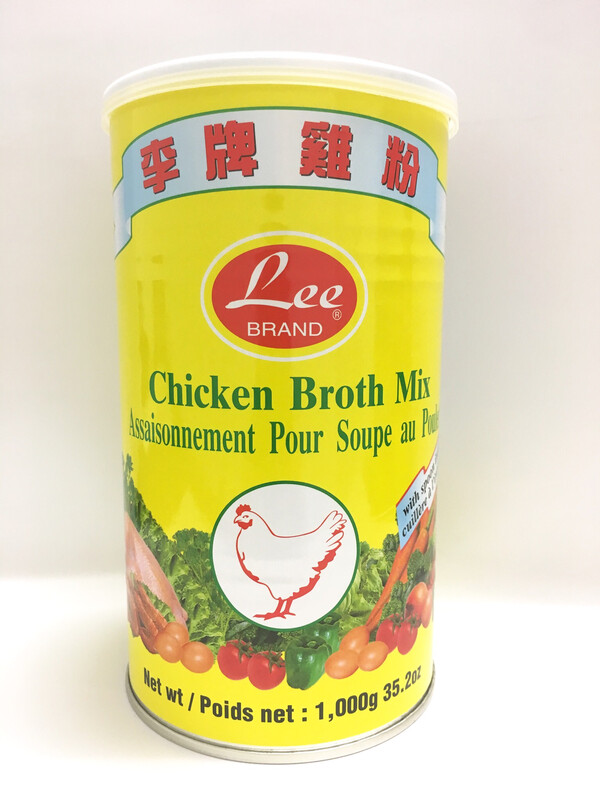 李牌雞粉
Lee
BRAND
®
Chicken Broth Mix
Assaisonnement Pour Soupe au
with
cuillère à
Net wt / Poids net : 1,000g 35.2oz